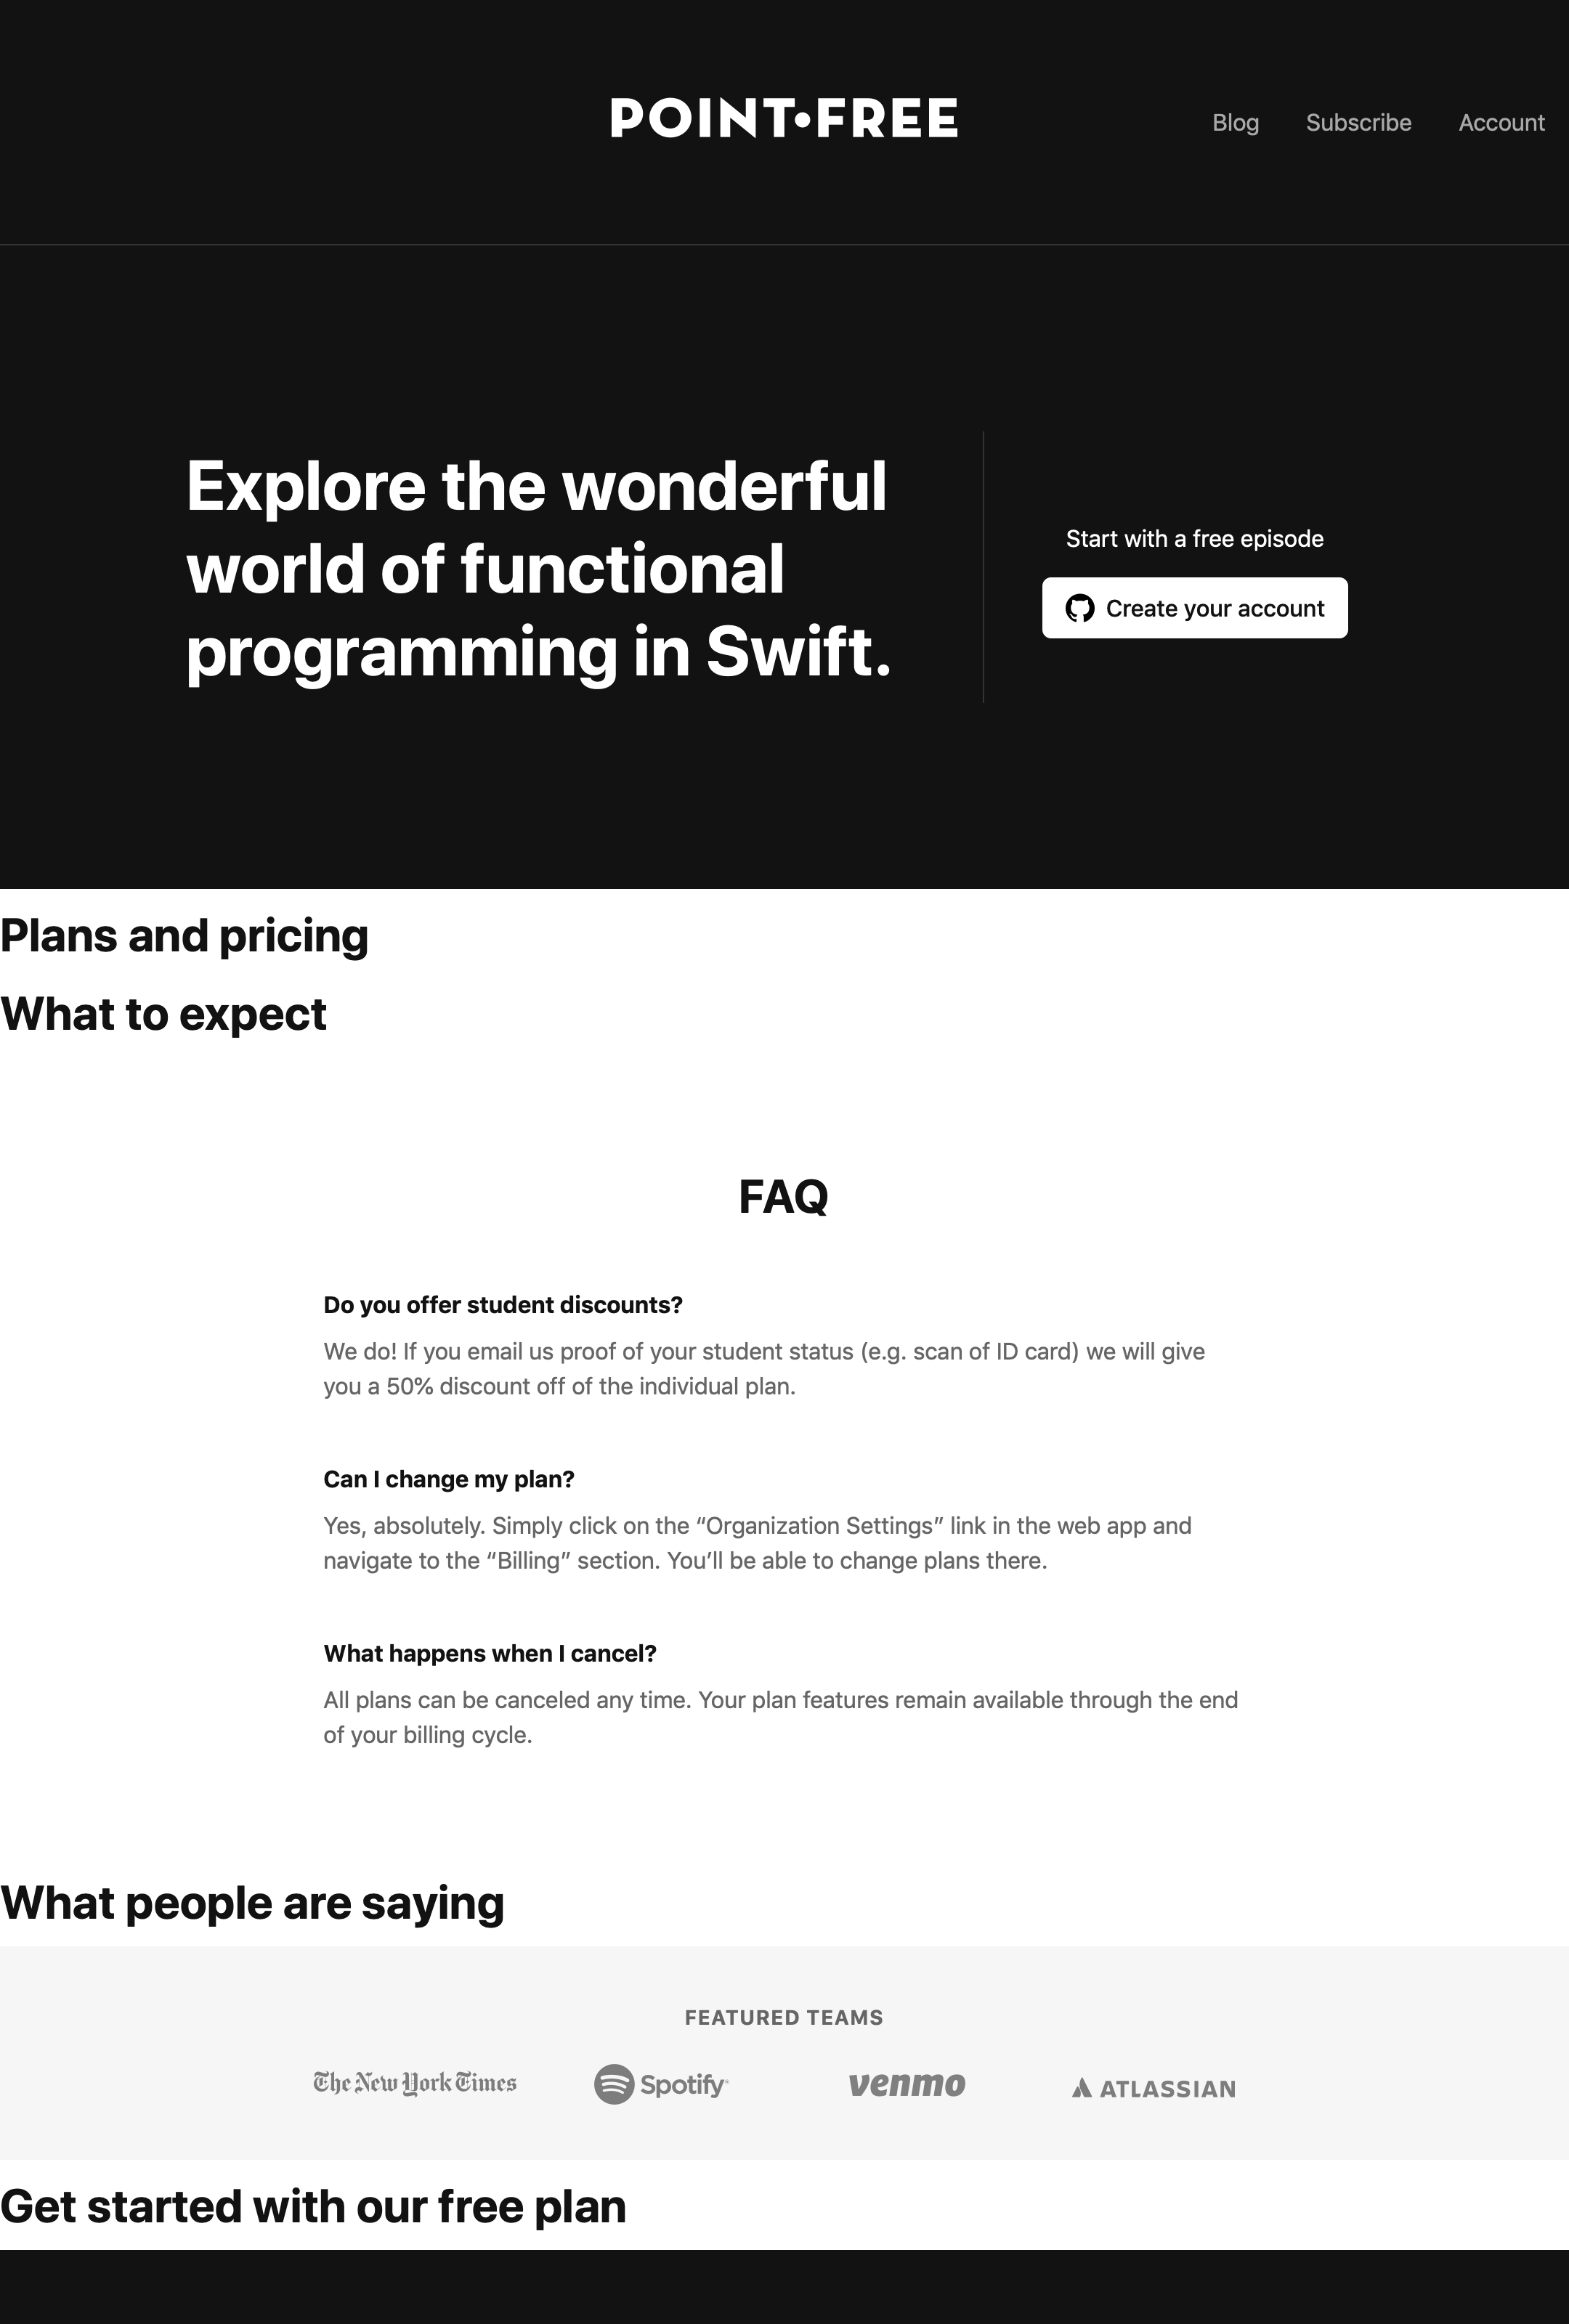 POINT•FREE
Blog Subscribe Account
Explore the wonderful
world of functional
programming in Swift.
Start with a free episode
Create your account
Plans and pricing
What to expect
FAQ
Do you offer student discounts?
We do! If you email us proof of your student status (e.g. scan of ID card) we will give
you a 50% discount off of the individual plan.
Can I change my plan?
Yes, absolutely. Simply click on the “Organization Settings” link in the web app and
navigate to the “Billing” section. You’ll be able to change plans there.
What happens when I cancel?
All plans can be canceled any time. Your plan features remain available through the end
of your billing cycle.
What people are saying
FEATURED TEAMS
The New York Times Spotify venmo ATLASSIAN
Get started with our free plan